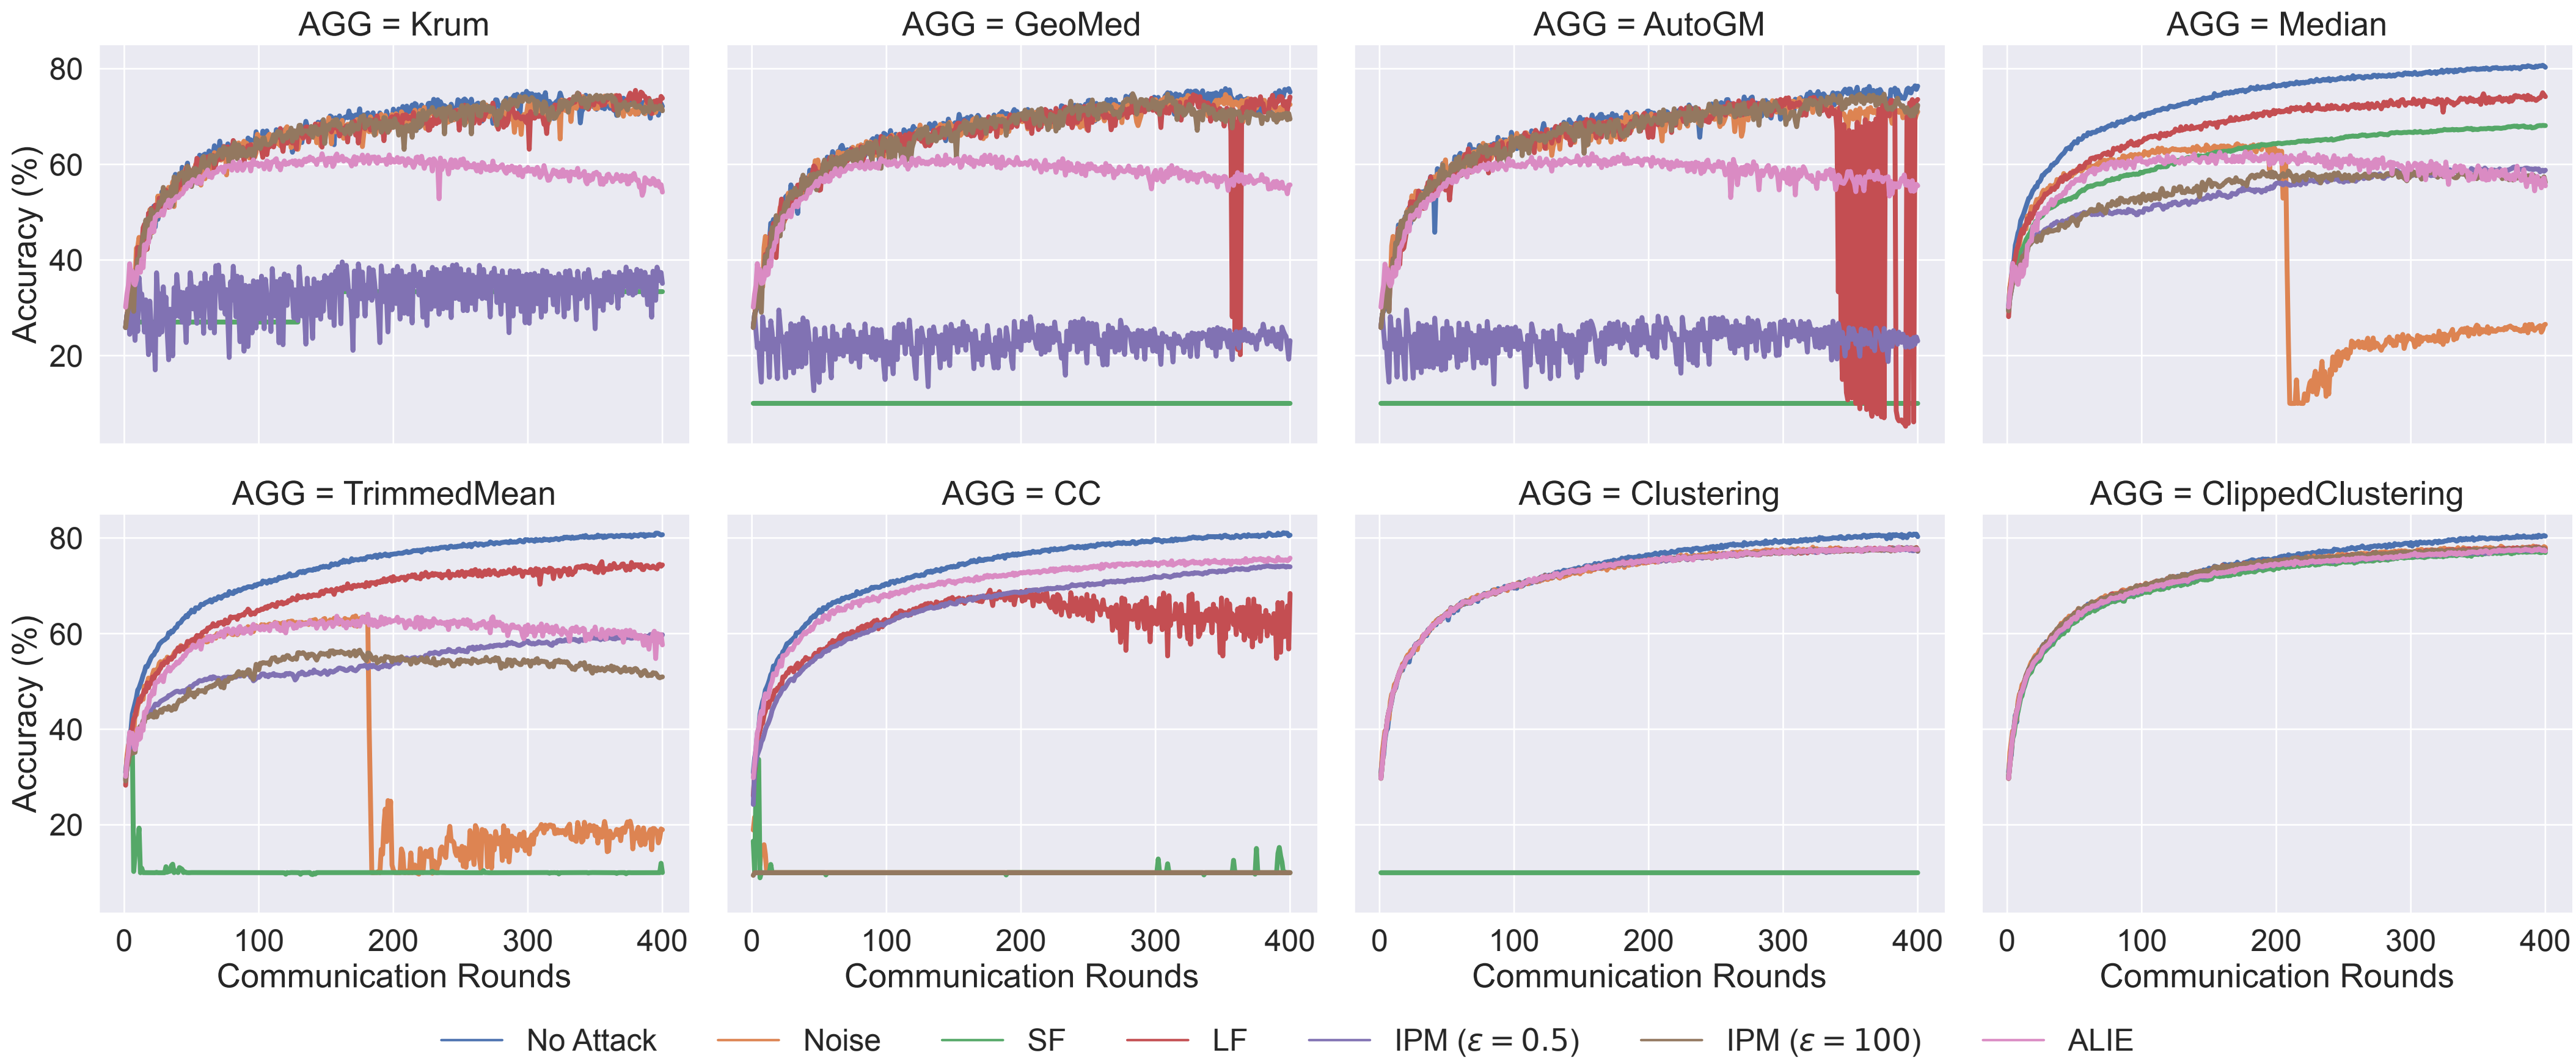 AGG = Krum
AGG = GeoMed
AGG = AutoGM
AGG = Median
80
60
40
20
Accuracy (%)
AGG = TrimmedMean
AGG = CC
AGG = Clustering
AGG = ClippedClustering
80
60
40
20
Accuracy (%)
0 100 200 300 400
0 100 200 300 400
0 100 200 300 400
0 100 200 300 400
Communication Rounds
Communication Rounds
Communication Rounds
Communication Rounds
No Attack Noise SF LF IPM (ε = 0.5) IPM (ε = 100) ALIE